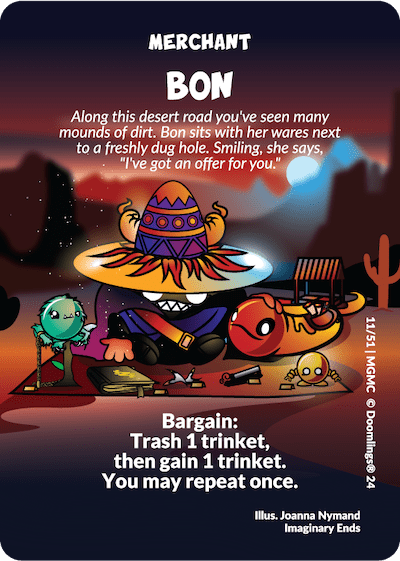 MERCHANT
BON
Along this desert road you've seen many
mounds of dirt. Bon sits with her wares next
to a freshly dug hole. Smiling, she says,
"I've got an offer for you."
11/51 | MGMC © Doomlings® 24
Bargain:
Trash 1 trinket,
then gain 1 trinket.
You may repeat once.
Illus. Joanna Nymand
Imaginary Ends